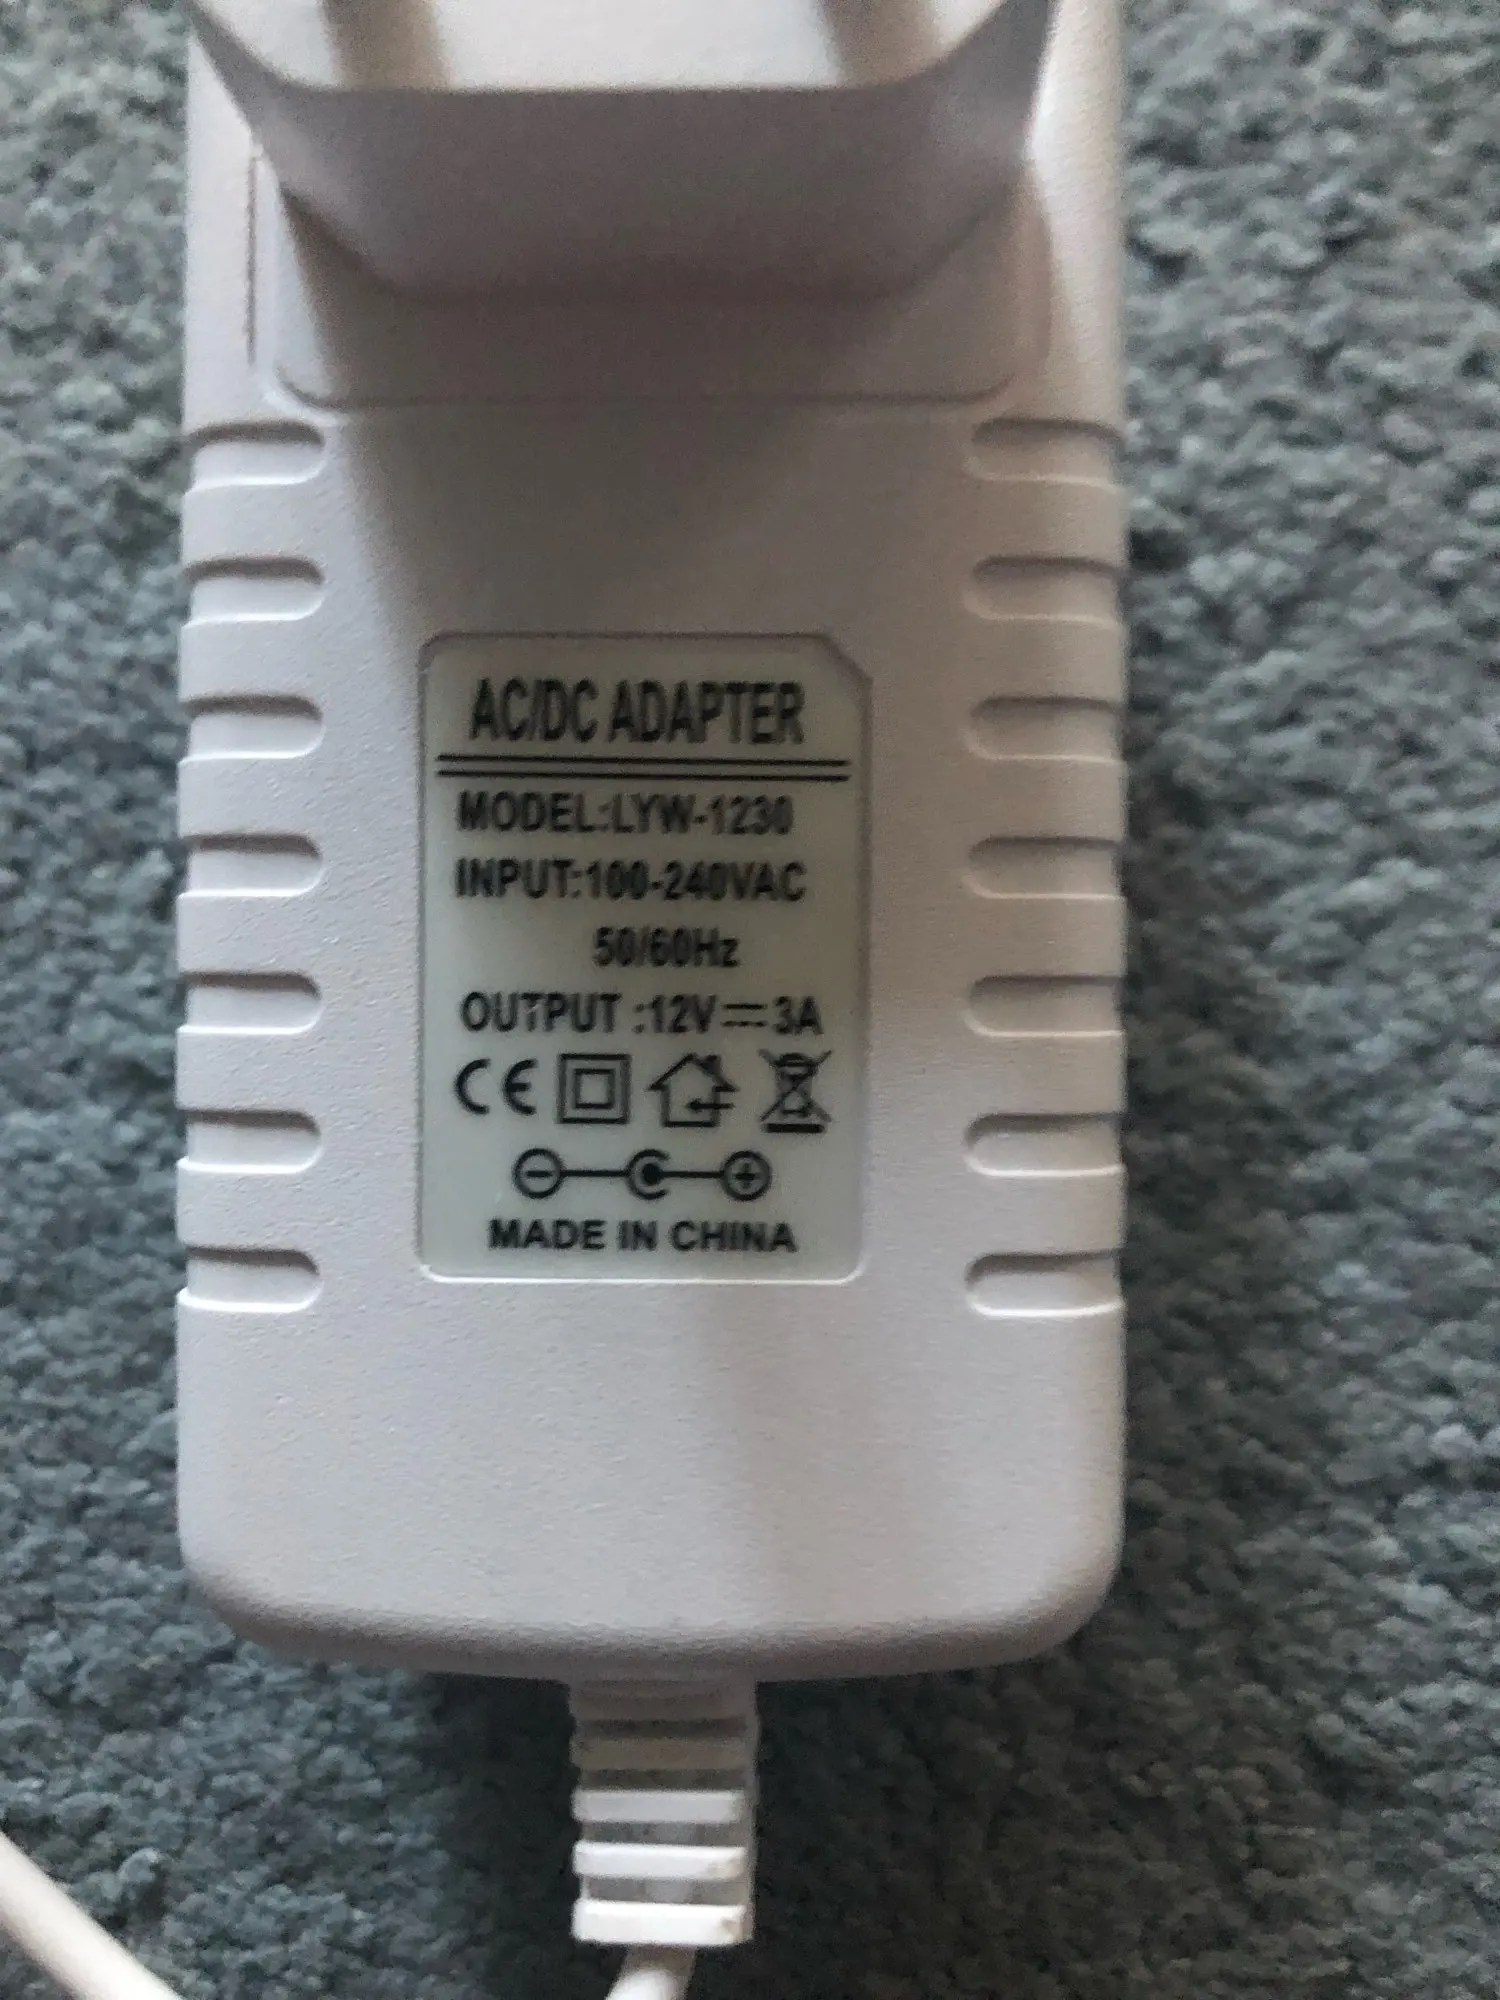 AC/DC ADAPTER
MODEL:LYW-1230
INPUT:100-240VAC
50/60Hz
OUTPUT :12V⎓3A
CE
MADE IN CHINA